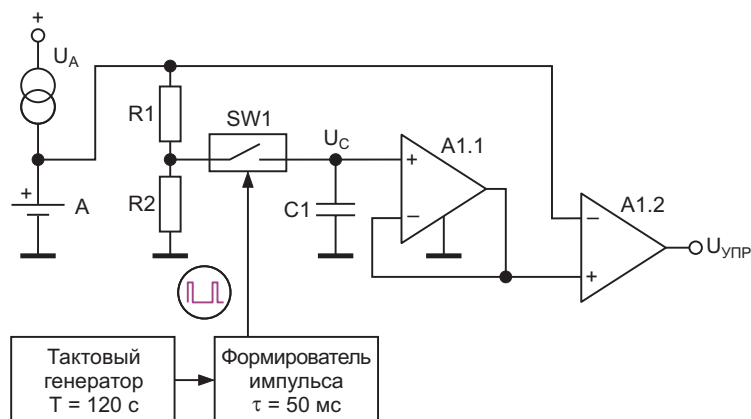 +
U_A
R1
SW1
U_C
A1.1
+
+
A
R2
C1
−
A1.2
−
U_УПР
+
Тактовый
генератор
T = 120 с
Формирователь
импульса
τ = 50 мс